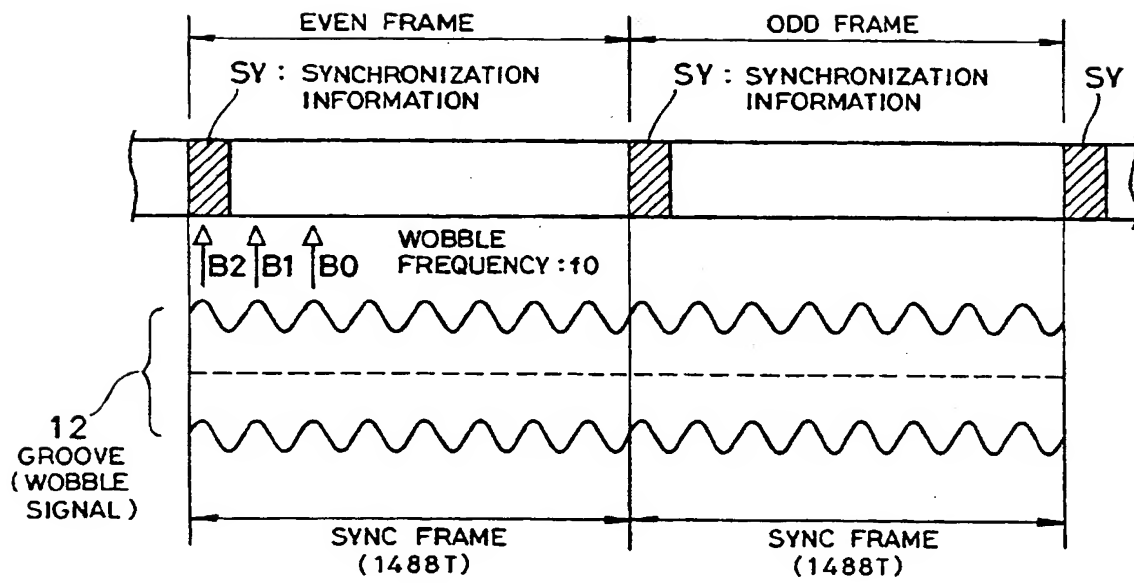 EVEN FRAME
ODD FRAME
SY : SYNCHRONIZATION
INFORMATION
SY : SYNCHRONIZATION
INFORMATION
SY
B2
B1
B0
WOBBLE
FREQUENCY : f0
12
GROOVE
(WOBBLE
SIGNAL)
SYNC FRAME
(1488T)
SYNC FRAME
(1488T)